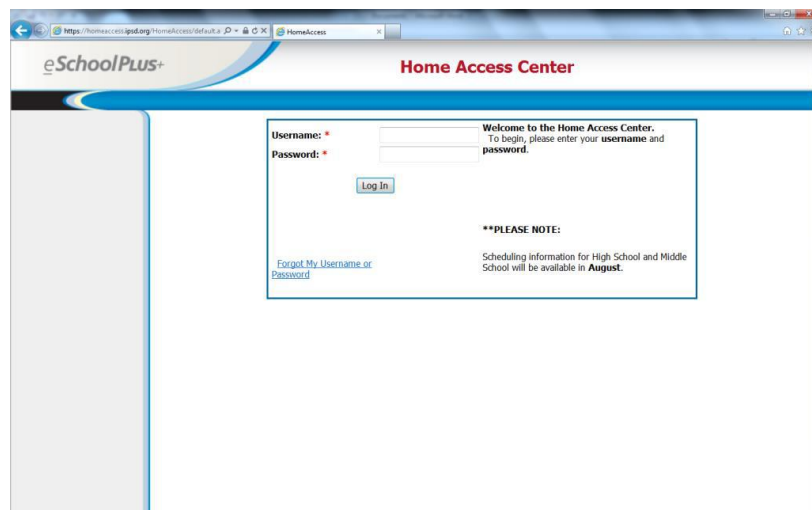 https://homeaccess.ipsd.org/HomeAccess/default.a
HomeAccess
eSchoolPLUS+
Home Access Center
Username: *
Password: *
Log In
Forgot My Username or
Password
Welcome to the Home Access Center.
To begin, please enter your username and
password.
**PLEASE NOTE:
Scheduling information for High School and Middle
School will be available in August.